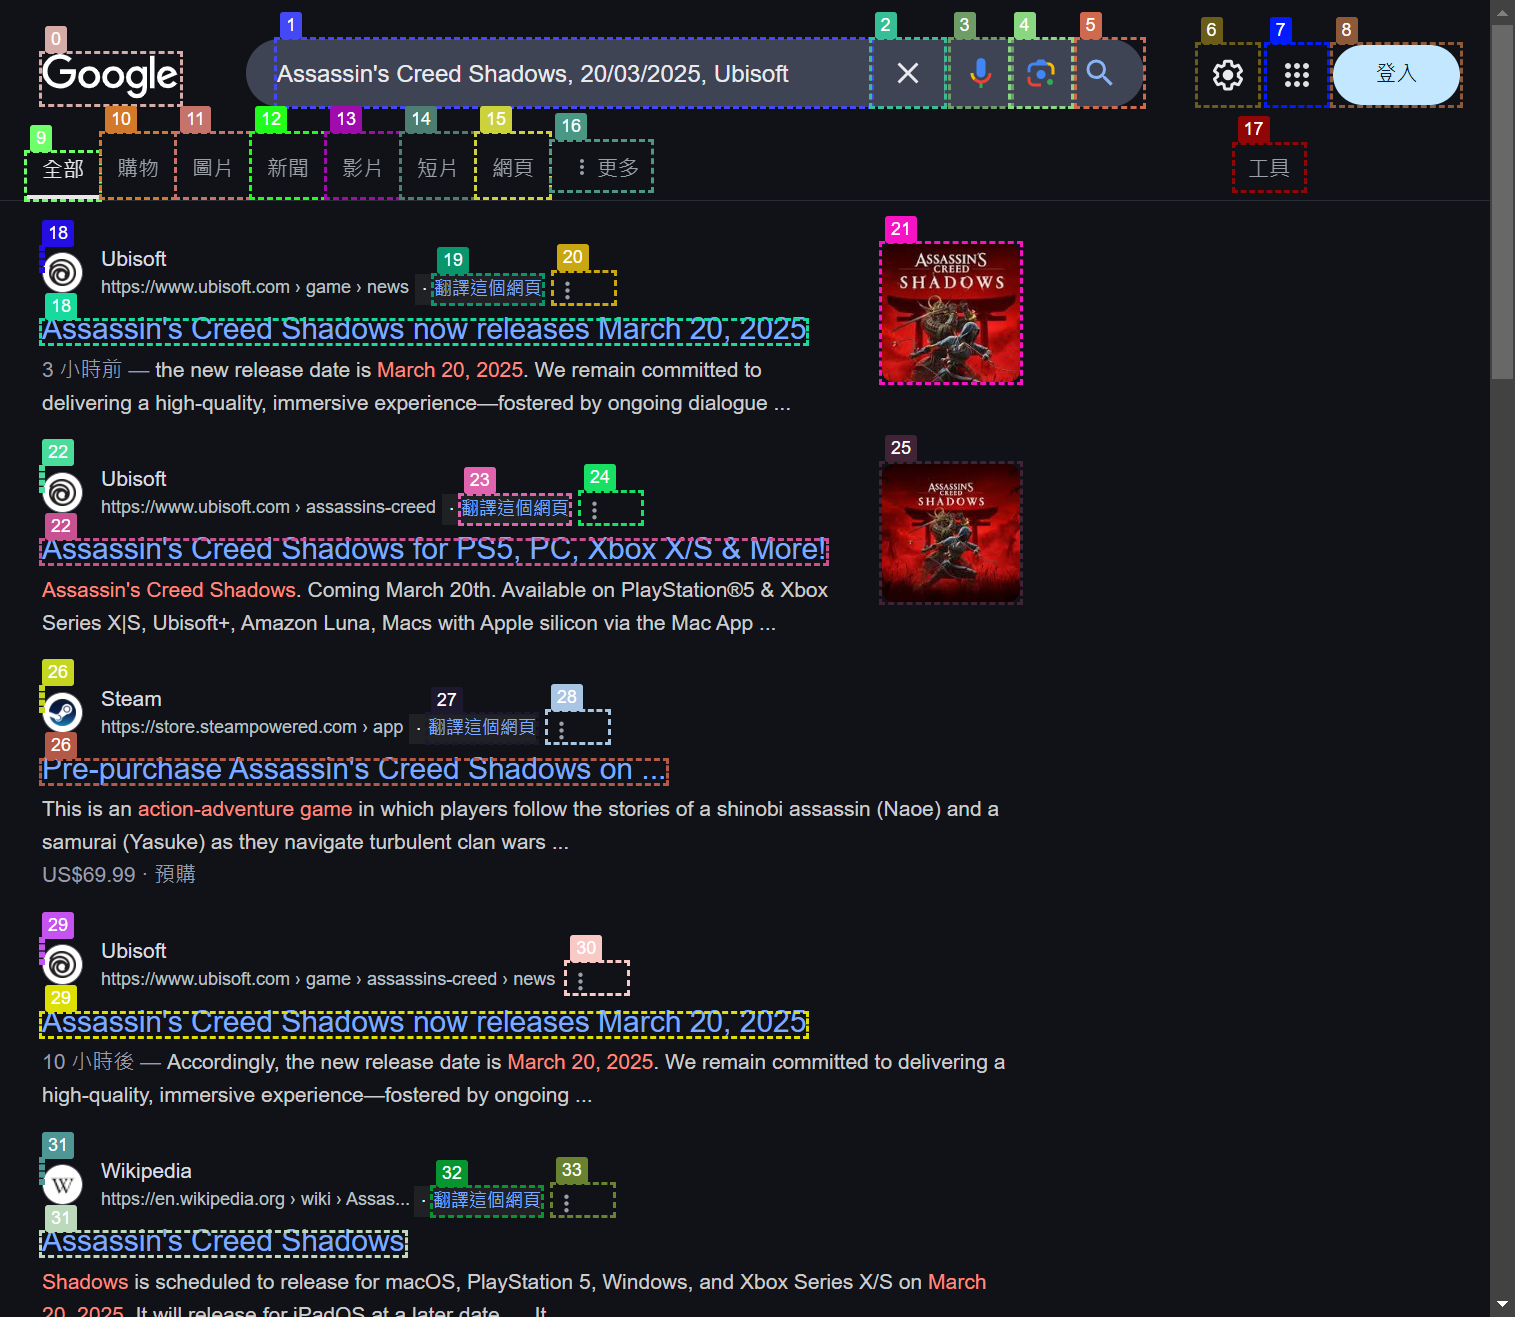 0
1
2
3
4
5
6
7
8
Google
Assassin's Creed Shadows, 20/03/2025, Ubisoft
登入
9
10
11
12
13
14
15
16
17
全部
購物
圖片
新聞
影片
短片
網頁
更多
工具
18
Ubisoft
19
20
21
https://www.ubisoft.com › game › news · 翻譯這個網頁
18
Assassin's Creed Shadows now releases March 20, 2025
3 小時前 — the new release date is March 20, 2025. We remain committed to
delivering a high-quality, immersive experience—fostered by ongoing dialogue ...
ASSASSIN'S
CREED
SHADOWS
22
Ubisoft
23
24
25
https://www.ubisoft.com › assassins-creed · 翻譯這個網頁
22
Assassin's Creed Shadows for PS5, PC, Xbox X/S & More!
Assassin's Creed Shadows. Coming March 20th. Available on PlayStation®5 & Xbox
Series X|S, Ubisoft+, Amazon Luna, Macs with Apple silicon via the Mac App ...
ASSASSIN'S
CREED
SHADOWS
26
Steam
27
28
https://store.steampowered.com › app · 翻譯這個網頁
26
Pre-purchase Assassin's Creed Shadows on ...
This is an action-adventure game in which players follow the stories of a shinobi assassin (Naoe) and a
samurai (Yasuke) as they navigate turbulent clan wars ...
US$69.99 · 預購
29
Ubisoft
30
https://www.ubisoft.com › game › assassins-creed › news
29
Assassin's Creed Shadows now releases March 20, 2025
10 小時後 — Accordingly, the new release date is March 20, 2025. We remain committed to delivering a
high-quality, immersive experience—fostered by ongoing ...
31
W
Wikipedia
32
33
https://en.wikipedia.org › wiki › Assas... · 翻譯這個網頁
31
Assassin's Creed Shadows
Shadows is scheduled to release for macOS, PlayStation 5, Windows, and Xbox Series X/S on March
20, 2025. It will release for iPadOS at a later date. ... It